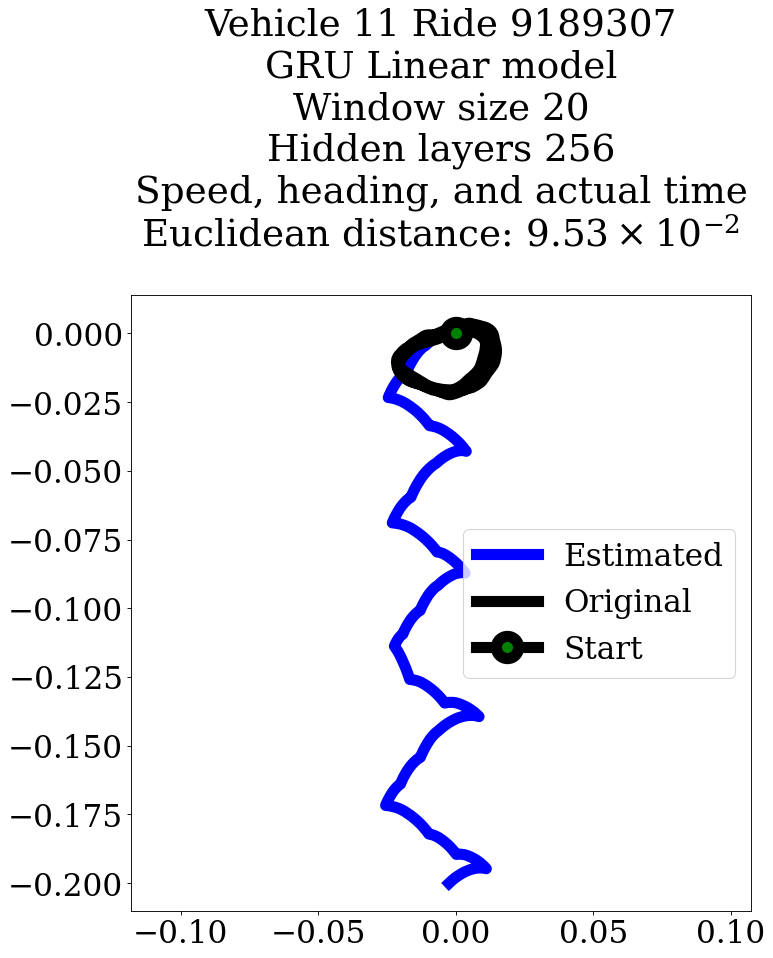 Vehicle 11 Ride 9189307
GRU Linear model
Window size 20
Hidden layers 256
Speed, heading, and actual time
Euclidean distance: 9.53 × 10⁻²
0.000
−0.025
−0.050
−0.075
−0.100
−0.125
−0.150
−0.175
−0.200
Estimated
Original
Start
−0.10
−0.05
0.00
0.05
0.10